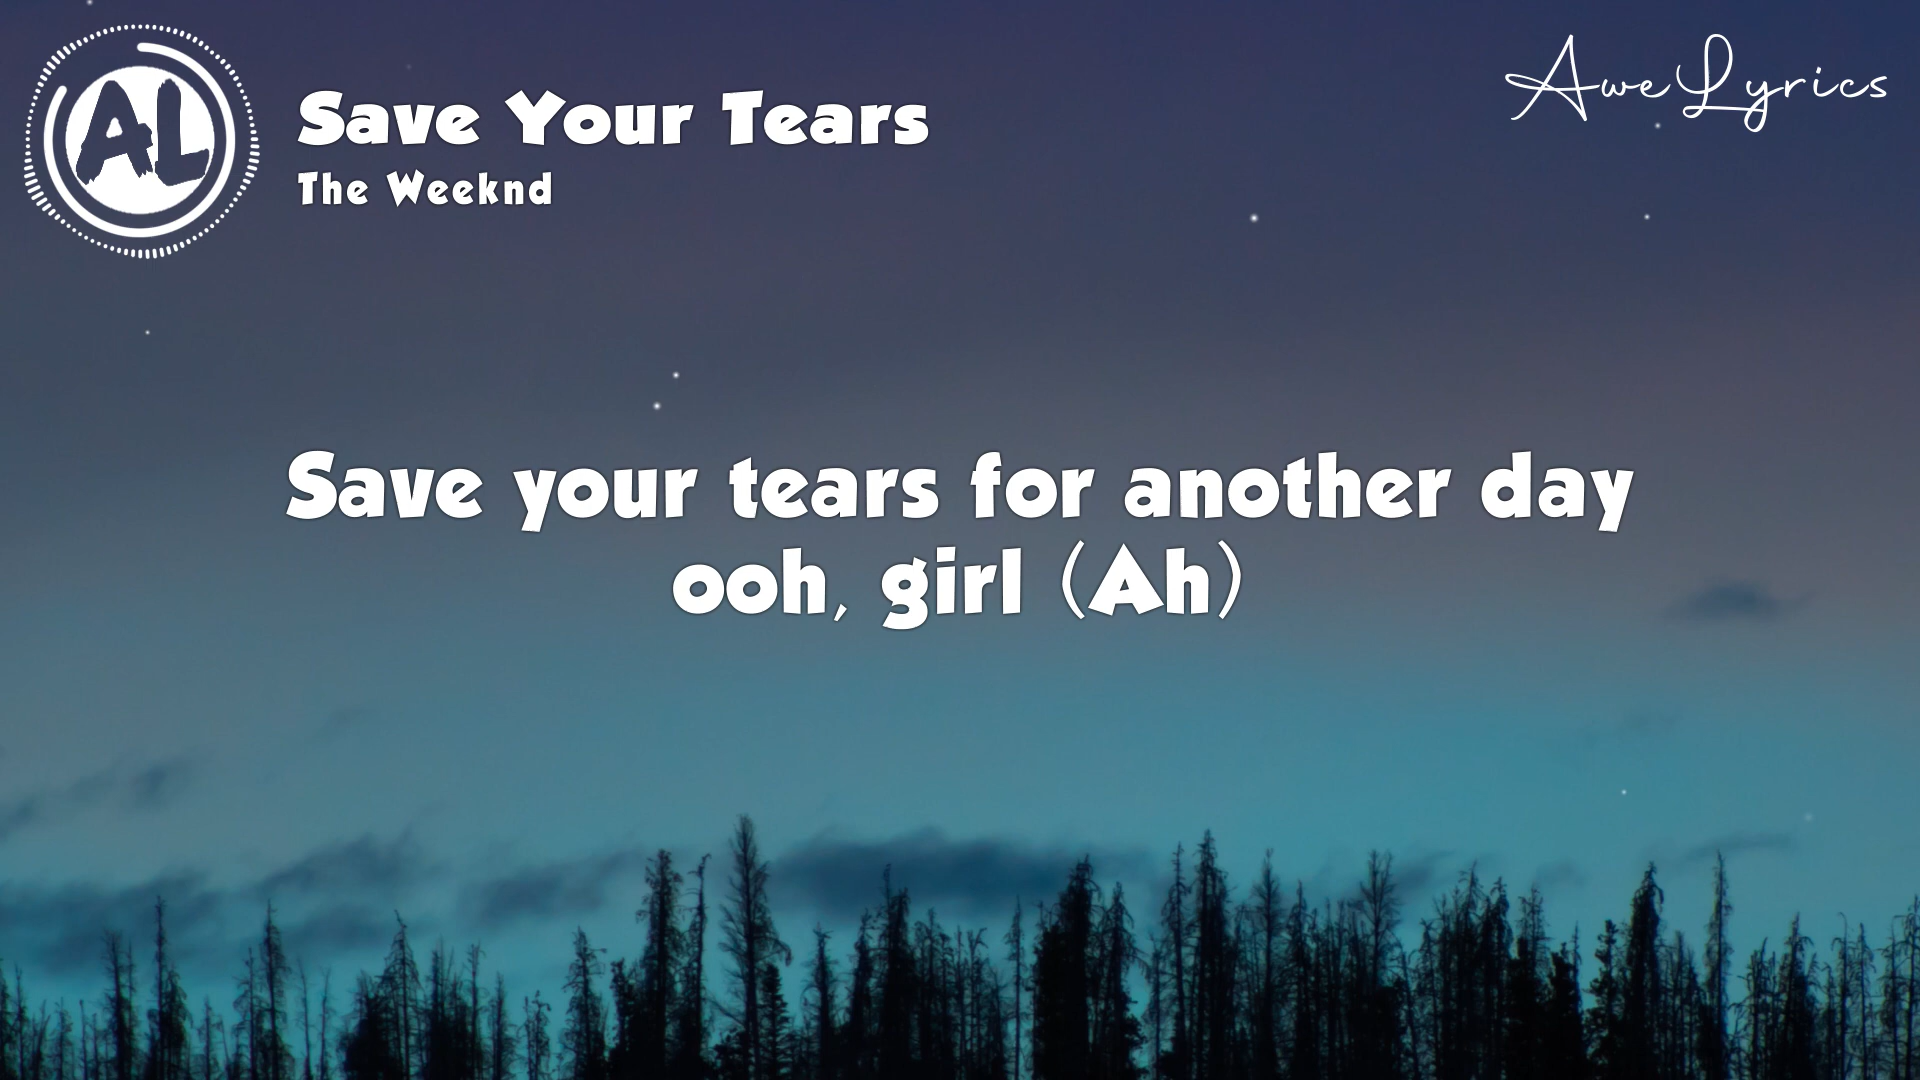 AL
Save Your Tears
The Weeknd
AweLyrics
Save your tears for another day
ooh, girl (Ah)